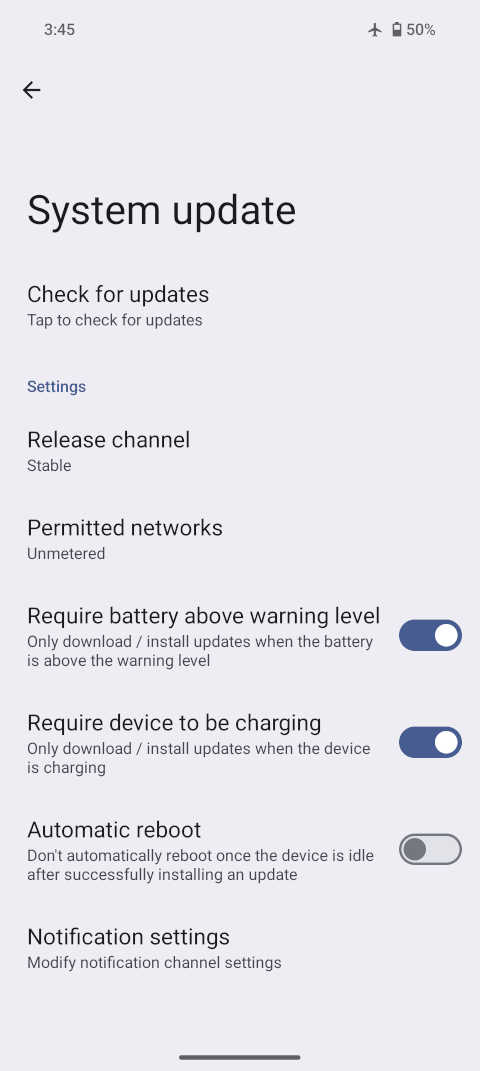 3:45
50%
System update
Check for updates
Tap to check for updates
Settings
Release channel
Stable
Permitted networks
Unmetered
Require battery above warning level
Only download / install updates when the battery
is above the warning level
Require device to be charging
Only download / install updates when the device
is charging
Automatic reboot
Don't automatically reboot once the device is idle
after successfully installing an update
Notification settings
Modify notification channel settings